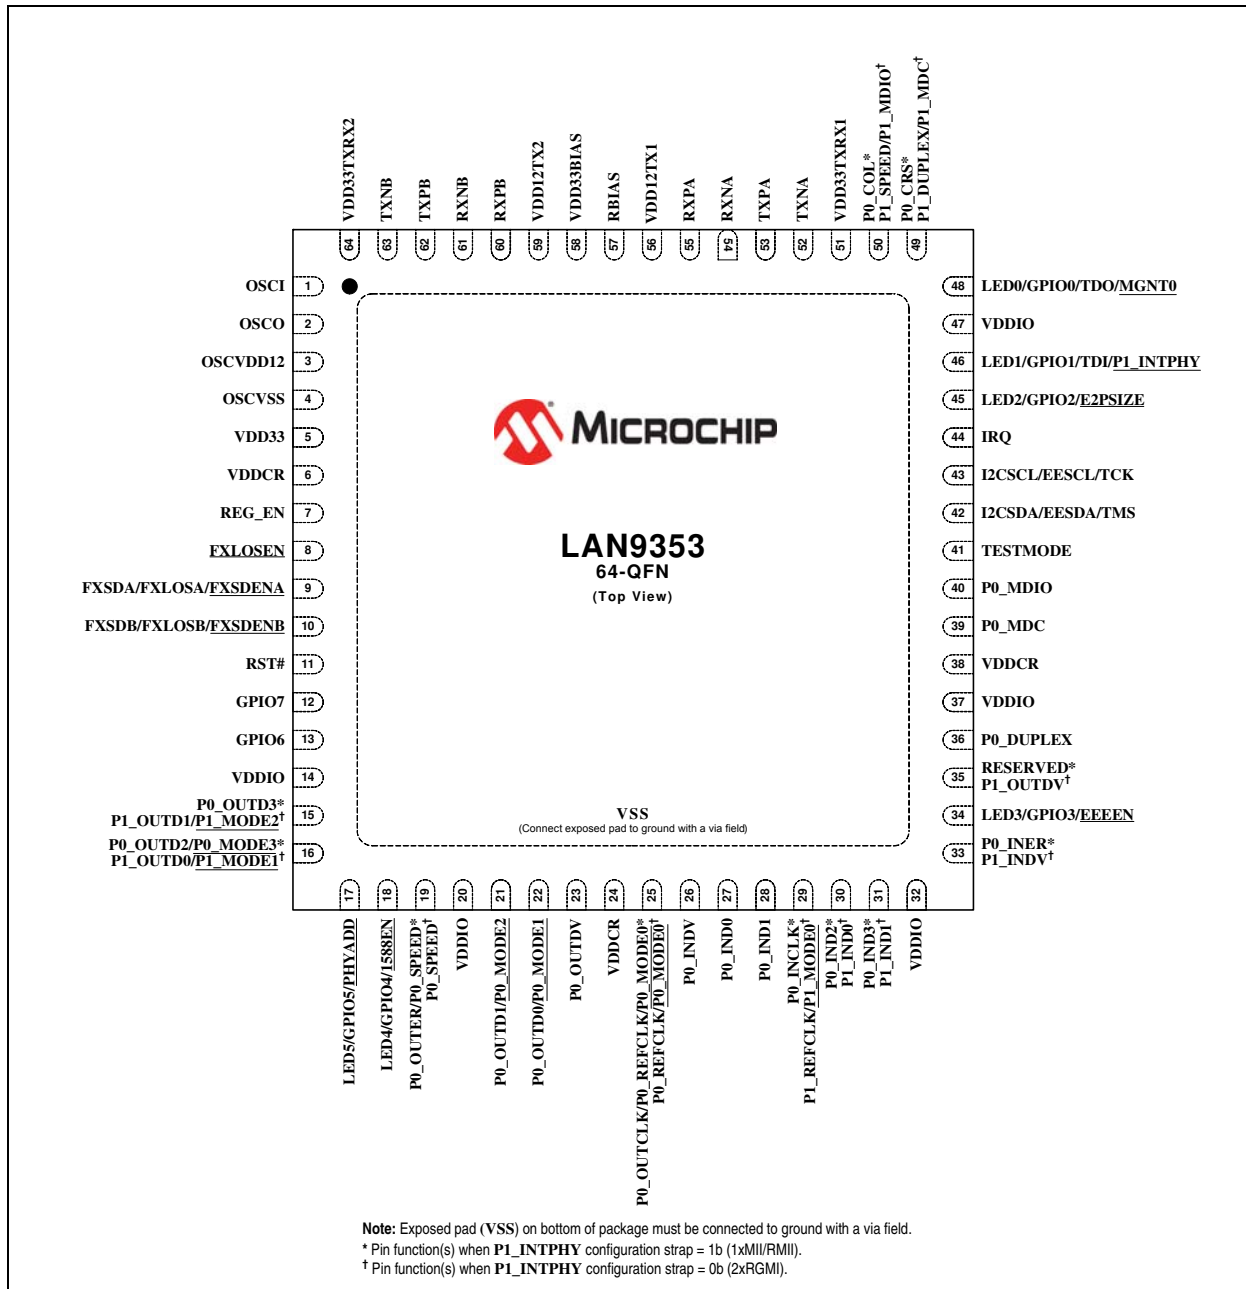 VDD33TXRX2
TXNB
TXPB
RXNB
RXPB
VDD12TX2
VDD33BIAS
RBIAS
VDD12TX1
RXPA
RXNA
TXPA
TXNA
VDD33TXRX1
P0_COL*
P1_SPEED/P1_MDIO†
P0_CRS*
P1_DUPLEX/P1_MDC†
64
63
62
61
60
59
58
57
56
55
54
53
52
51
50
49
OSCI 1
OSCO 2
OSCVDD12 3
OSCVSS 4
VDD33 5
VDDCR 6
REG_EN 7
FXLOSEN 8
FXSDA/FXLOSA/FXSDENA 9
FXSDB/FXLOSB/FXSDENB 10
RST# 11
GPIO7 12
GPIO6 13
VDDIO 14
P0_OUTD3*
P1_OUTD1/P1_MODE2† 15
P0_OUTD2/P0_MODE3*
P1_OUTD0/P1_MODE1† 16
MICROCHIP
LAN9353
64-QFN
(Top View)
VSS
(Connect exposed pad to ground with a via field)
48 LED0/GPIO0/TDO/MGNT0
47 VDDIO
46 LED1/GPIO1/TDI/P1_INTPHY
45 LED2/GPIO2/E2PSIZE
44 IRQ
43 I2CSCL/EESCL/TCK
42 I2CSDA/EESDA/TMS
41 TESTMODE
40 P0_MDIO
39 P0_MDC
38 VDDCR
37 VDDIO
36 P0_DUPLEX
35 RESERVED*
P1_OUTDV†
34 LED3/GPIO3/EEEEN
33 P0_INER*
P1_INDV†
17
18
19
20
21
22
23
24
25
26
27
28
29
30
31
32
LED5/GPIO5/PHYADD
LED4/GPIO4/1588EN
P0_OUTER/P0_SPEED*
P0_SPEED†
VDDIO
P0_OUTD1/P0_MODE2
P0_OUTD0/P0_MODE1
P0_OUTDV
VDDCR
P0_OUTCLK/P0_REFCLK/P0_MODE0*
P0_REFCLK/P0_MODE0†
P0_INDV
P0_IND0
P0_IND1
P0_INCLK*
P1_REFCLK/P1_MODE0†
P0_IND2*
P1_IND0†
P0_IND3*
P1_IND1†
VDDIO
Note: Exposed pad (VSS) on bottom of package must be connected to ground with a via field.
* Pin function(s) when P1_INTPHY configuration strap = 1b (1xMII/RMII).
† Pin function(s) when P1_INTPHY configuration strap = 0b (2xRGMI).